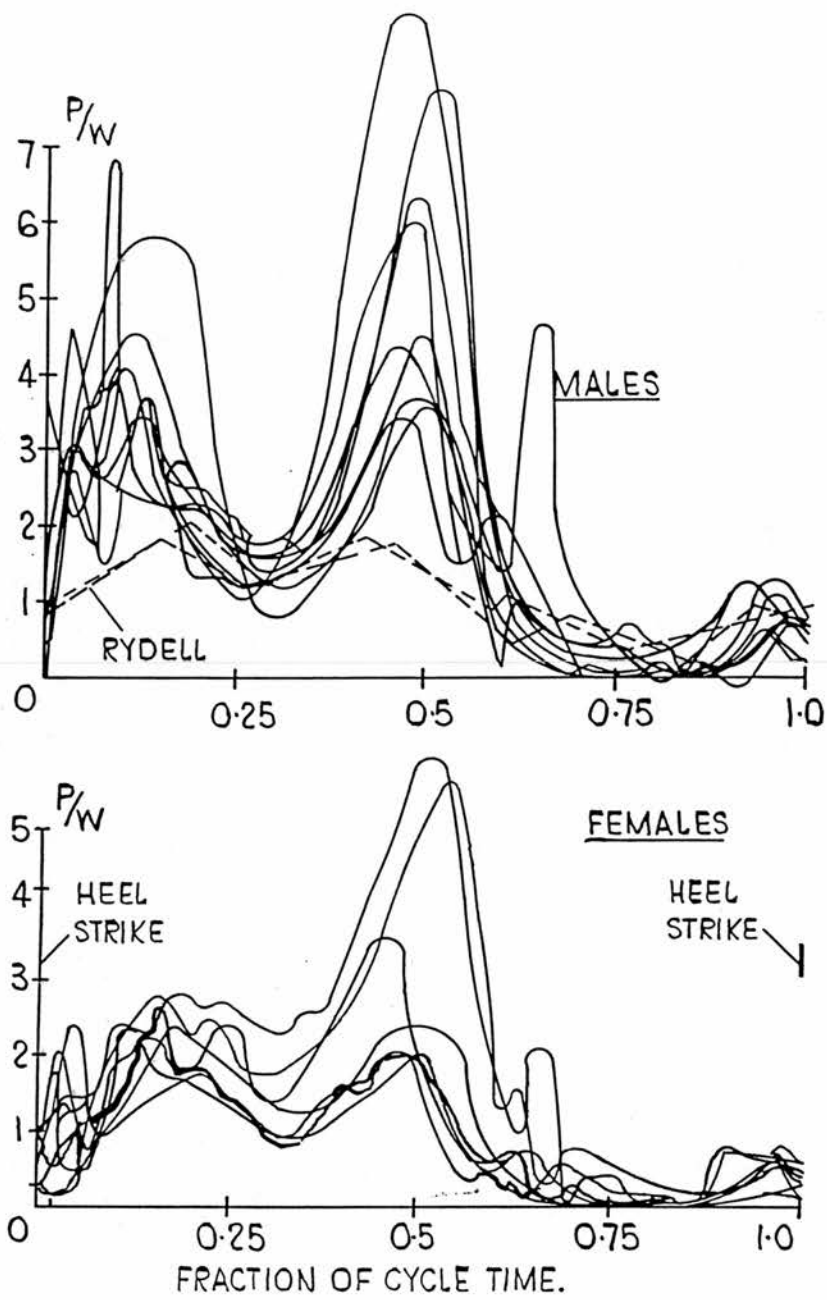 P/W
7
6
5
4
3
2
1
0
MALES
RYDELL
0·25
0·5
0·75
1.0
P/W
5
4
3
2
1
0
HEEL
STRIKE
FEMALES
HEEL
STRIKE
0·25
0·5
0·75
1.0
FRACTION OF CYCLE TIME.